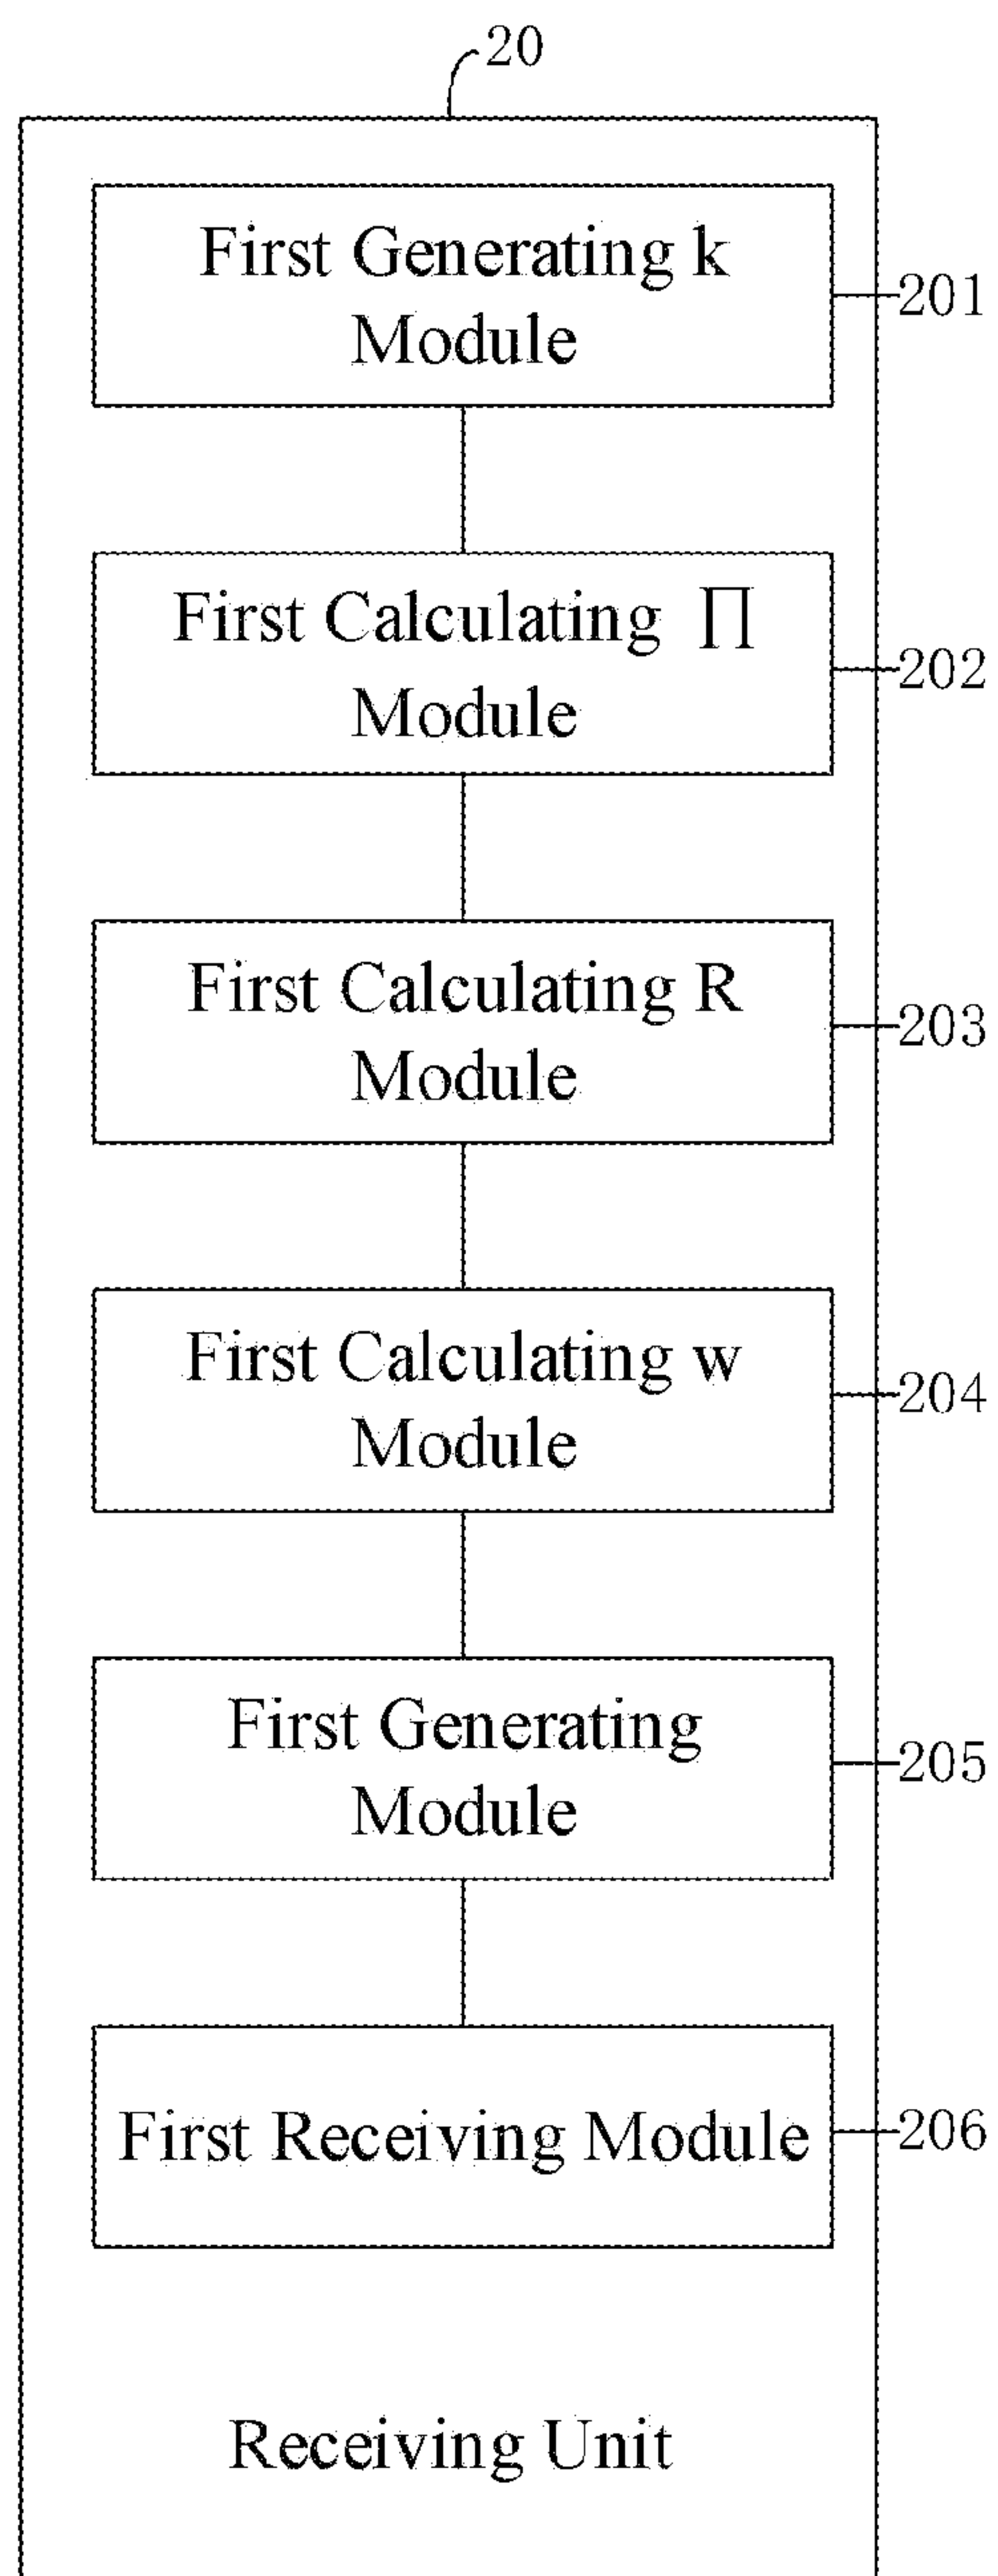 20
First Generating k
Module
201
First Calculating ∏
Module
202
First Calculating R
Module
203
First Calculating w
Module
204
First Generating
Module
205
First Receiving Module
206
Receiving Unit